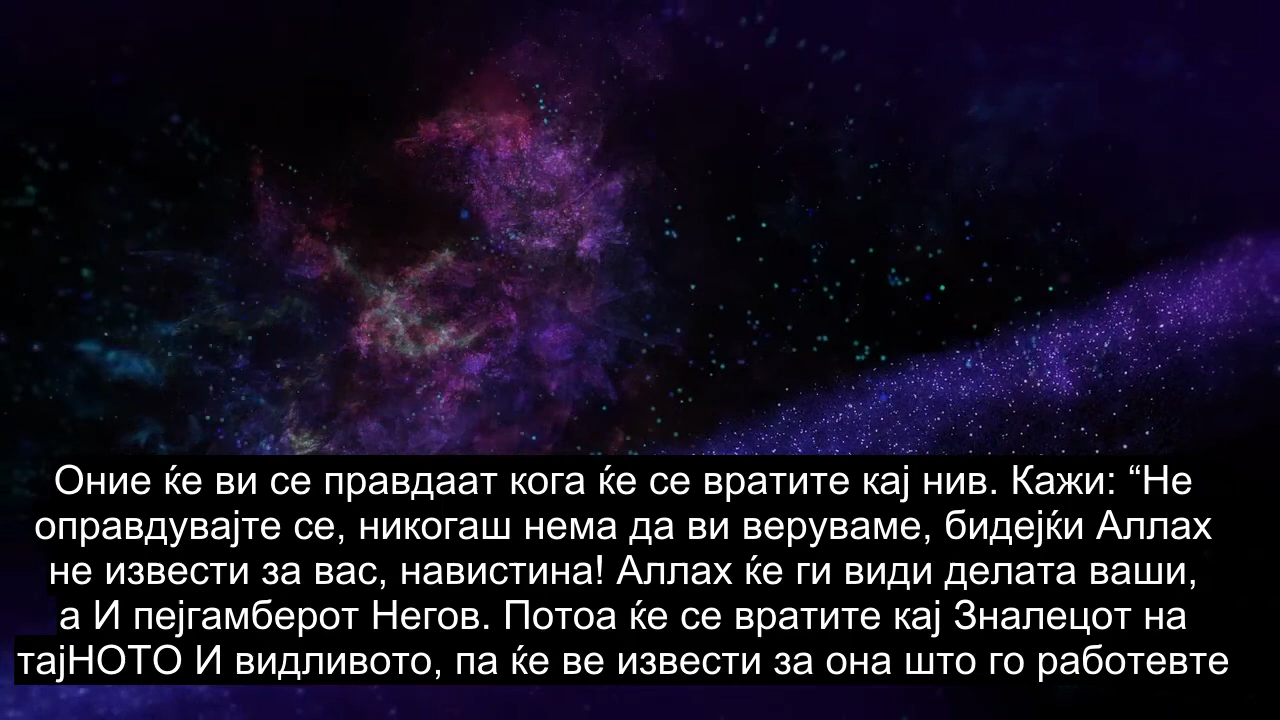 Оние ќе ви се правдаат кога ќе се вратите кај нив. Кажи: “Не
оправдувајте се, никогаш нема да ви веруваме, бидејќи Аллах
не извести за вас, навистина! Аллах ќе ги види делата ваши,
а И пејгамберот Негов. Потоа ќе се вратите кај Зналецот на
тајНОТО И видливото, па ќе ве извести за она што го работевте